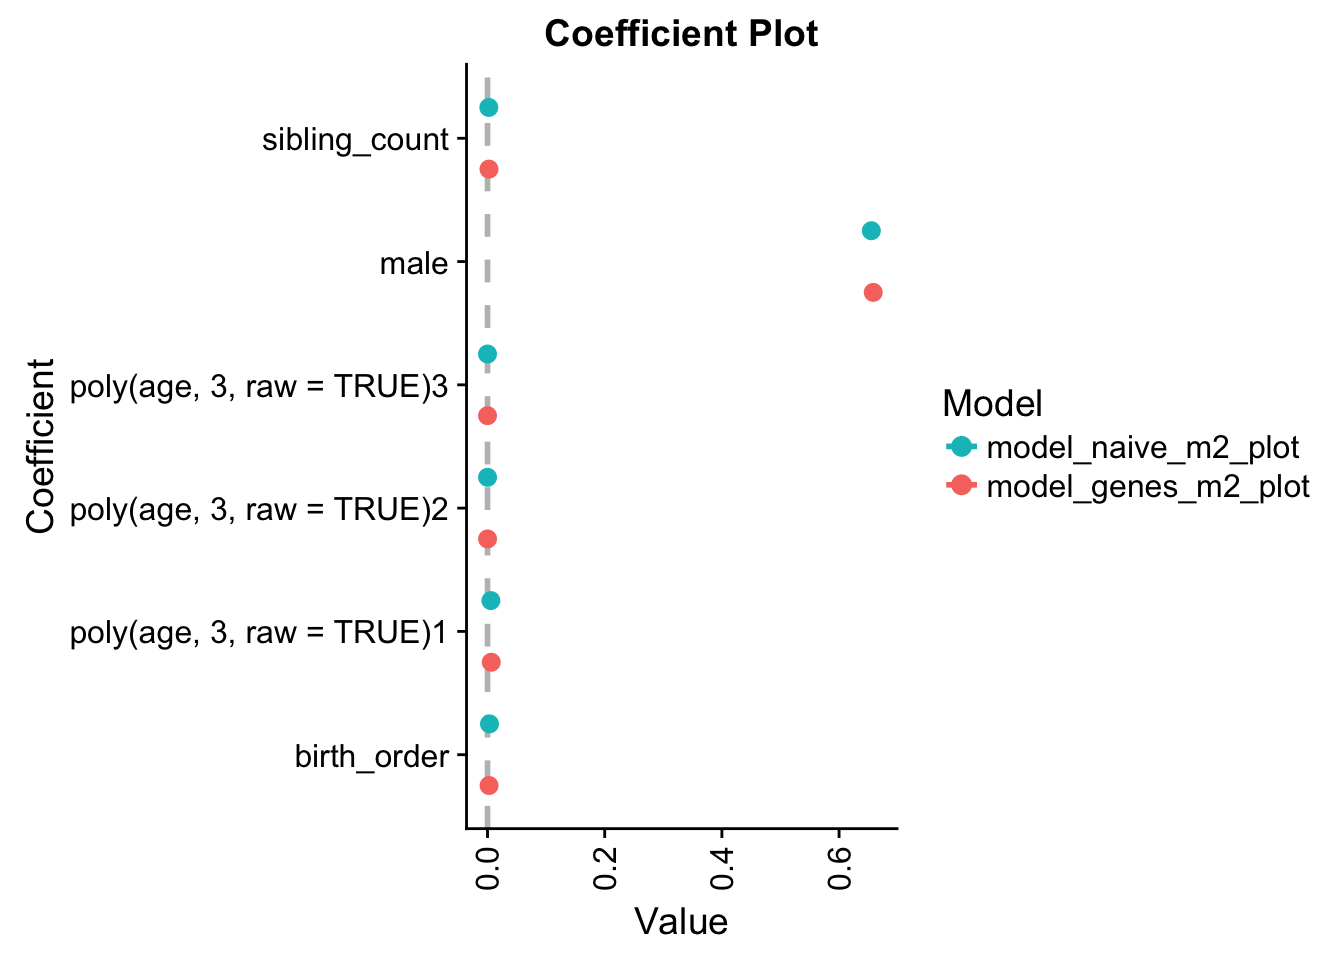 Coefficient Plot
Coefficient
sibling_count
male
poly(age, 3, raw = TRUE)3
poly(age, 3, raw = TRUE)2
poly(age, 3, raw = TRUE)1
birth_order
0.0
0.2
0.4
0.6
Value
Model
model_naive_m2_plot
model_genes_m2_plot